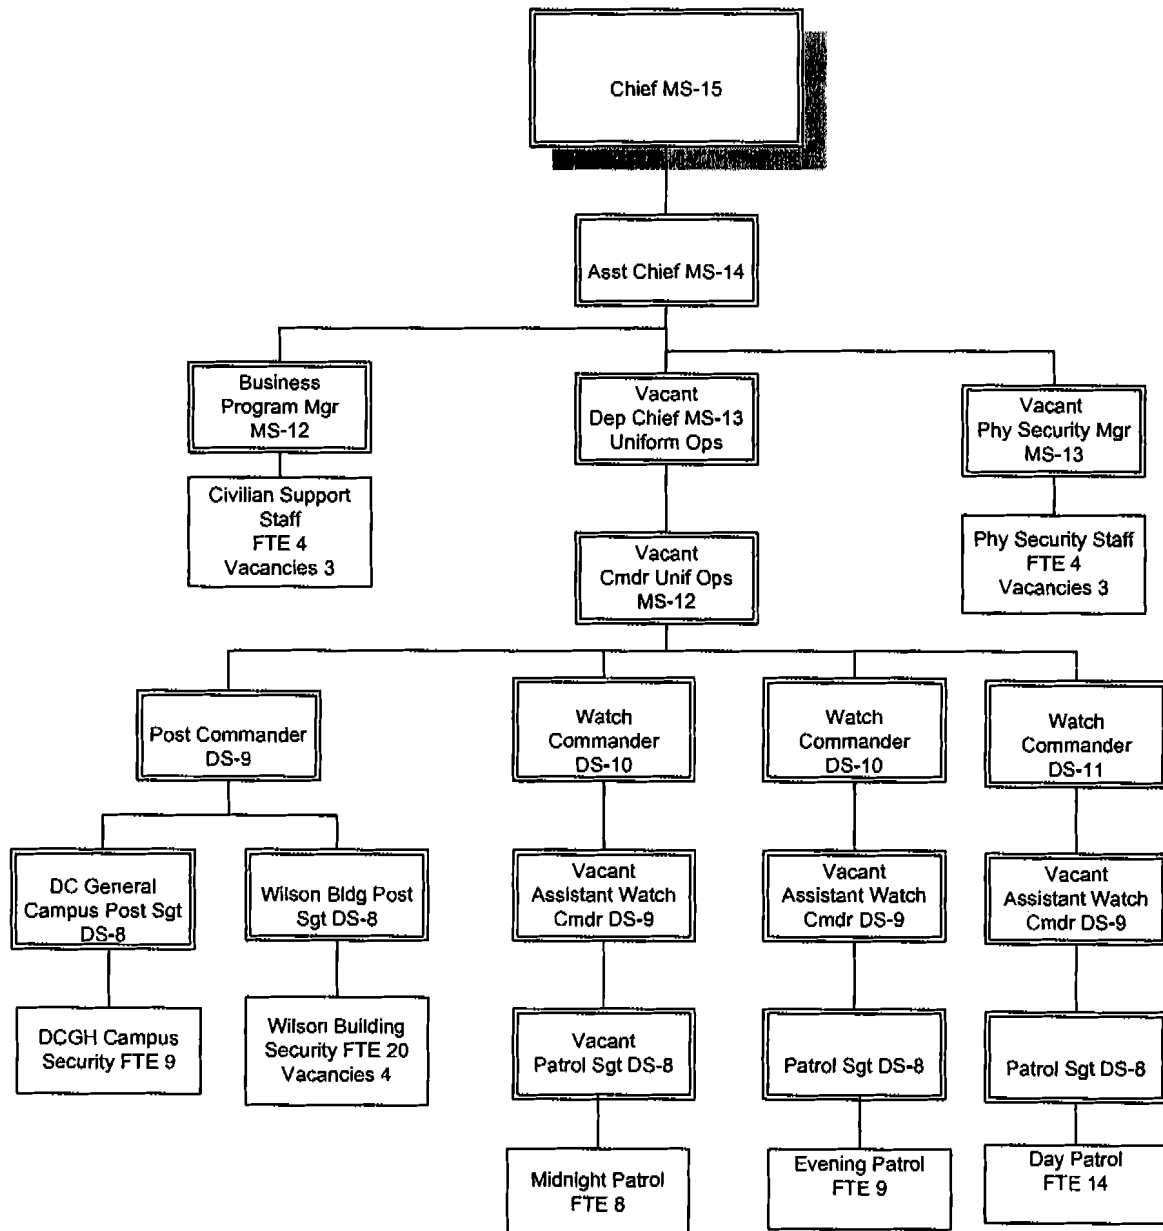 Chief MS-15
Asst Chief MS-14
Business
Program Mgr
MS-12
Vacant
Dep Chief MS-13
Uniform Ops
Vacant
Phy Security Mgr
MS-13
Civilian Support
Staff
FTE 4
Vacancies 3
Phy Security Staff
FTE 4
Vacancies 3
Vacant
Cmdr Unif Ops
MS-12
Post Commander
DS-9
Watch
Commander
DS-10
Watch
Commander
DS-10
Watch
Commander
DS-11
DC General
Campus Post Sgt
DS-8
Wilson Bldg Post
Sgt DS-8
Vacant
Assistant Watch
Cmdr DS-9
Vacant
Assistant Watch
Cmdr DS-9
Vacant
Assistant Watch
Cmdr DS-9
DCGH Campus
Security FTE 9
Wilson Building
Security FTE 20
Vacancies 4
Vacant
Patrol Sgt DS-8
Patrol Sgt DS-8
Patrol Sgt DS-8
Midnight Patrol
FTE 8
Evening Patrol
FTE 9
Day Patrol
FTE 14